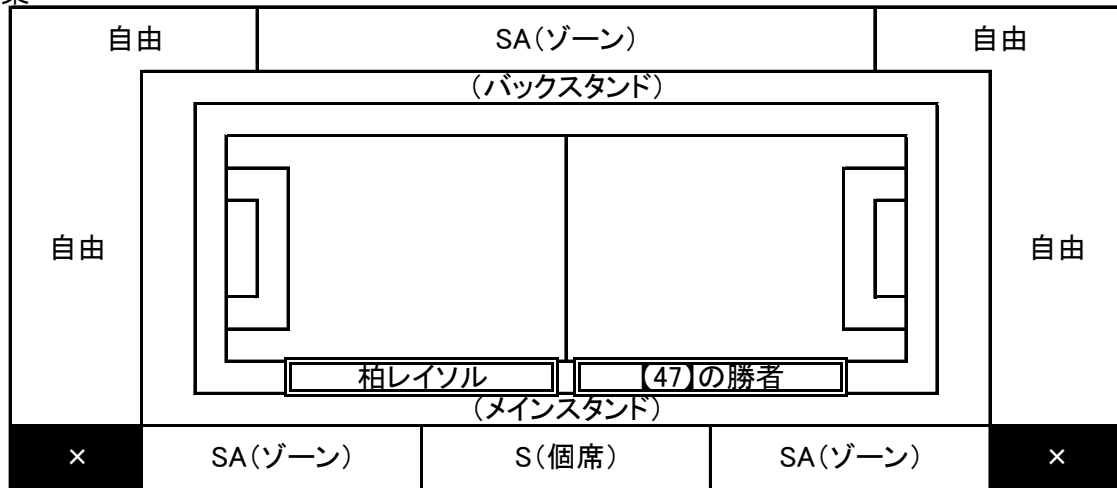 自由 SA(ゾーン) 自由
(バックスタンド)
自由 自由
柏レイソル 【47】の勝者
(メインスタンド)
× SA(ゾーン) S(個席) SA(ゾーン) ×